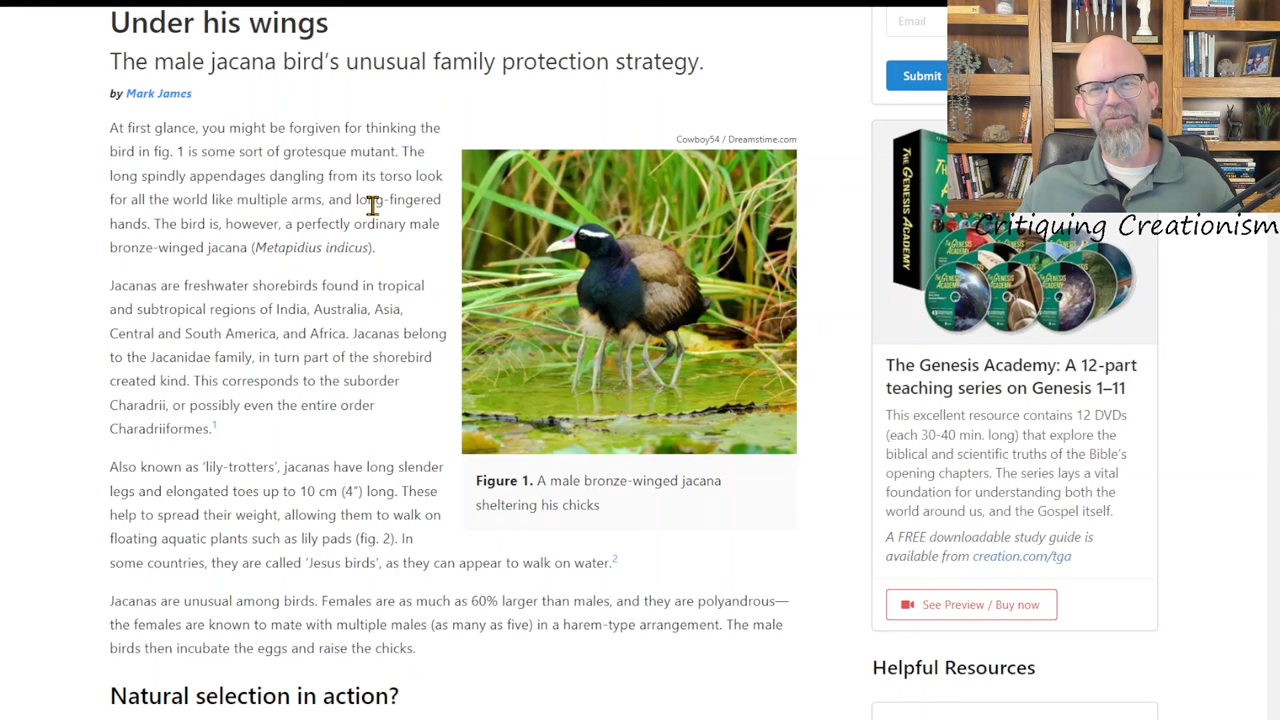 Under his wings
The male jacana bird's unusual family protection strategy.
by Mark James
At first glance, you might be forgiven for thinking the
bird in fig. 1 is some sort of grotesque mutant. The
long spindly appendages dangling from its torso look
for all the world like multiple arms, and long-fingered
hands. The bird is, however, a perfectly ordinary male
bronze-winged jacana (Metapidius indicus).
Jacanas are freshwater shorebirds found in tropical
and subtropical regions of India, Australia, Asia,
Central and South America, and Africa. Jacanas belong
to the Jacanidae family, in turn part of the shorebird
created kind. This corresponds to the suborder
Charadrii, or possibly even the entire order
Charadriiformes.1
Also known as 'lily-trotters', jacanas have long slender
legs and elongated toes up to 10 cm (4") long. These
help to spread their weight, allowing them to walk on
floating aquatic plants such as lily pads (fig. 2). In
some countries, they are called 'Jesus birds', as they can appear to walk on water.2
Jacanas are unusual among birds. Females are as much as 60% larger than males, and they are polyandrous—
the females are known to mate with multiple males (as many as five) in a harem-type arrangement. The male
birds then incubate the eggs and raise the chicks.
Natural selection in action?
Cowboy54 / Dreamstime.com
Figure 1. A male bronze-winged jacana
sheltering his chicks
Email
Submit
Critiquing Creationism
THE GENESIS ACADEMY
The Genesis Academy: A 12-part
teaching series on Genesis 1–11
This excellent resource contains 12 DVDs
(each 30-40 min. long) that explore the
biblical and scientific truths of the Bible's
opening chapters. The series lays a vital
foundation for understanding both the
world around us, and the Gospel itself.
A FREE downloadable study guide is
available from creation.com/tga
See Preview / Buy now
Helpful Resources